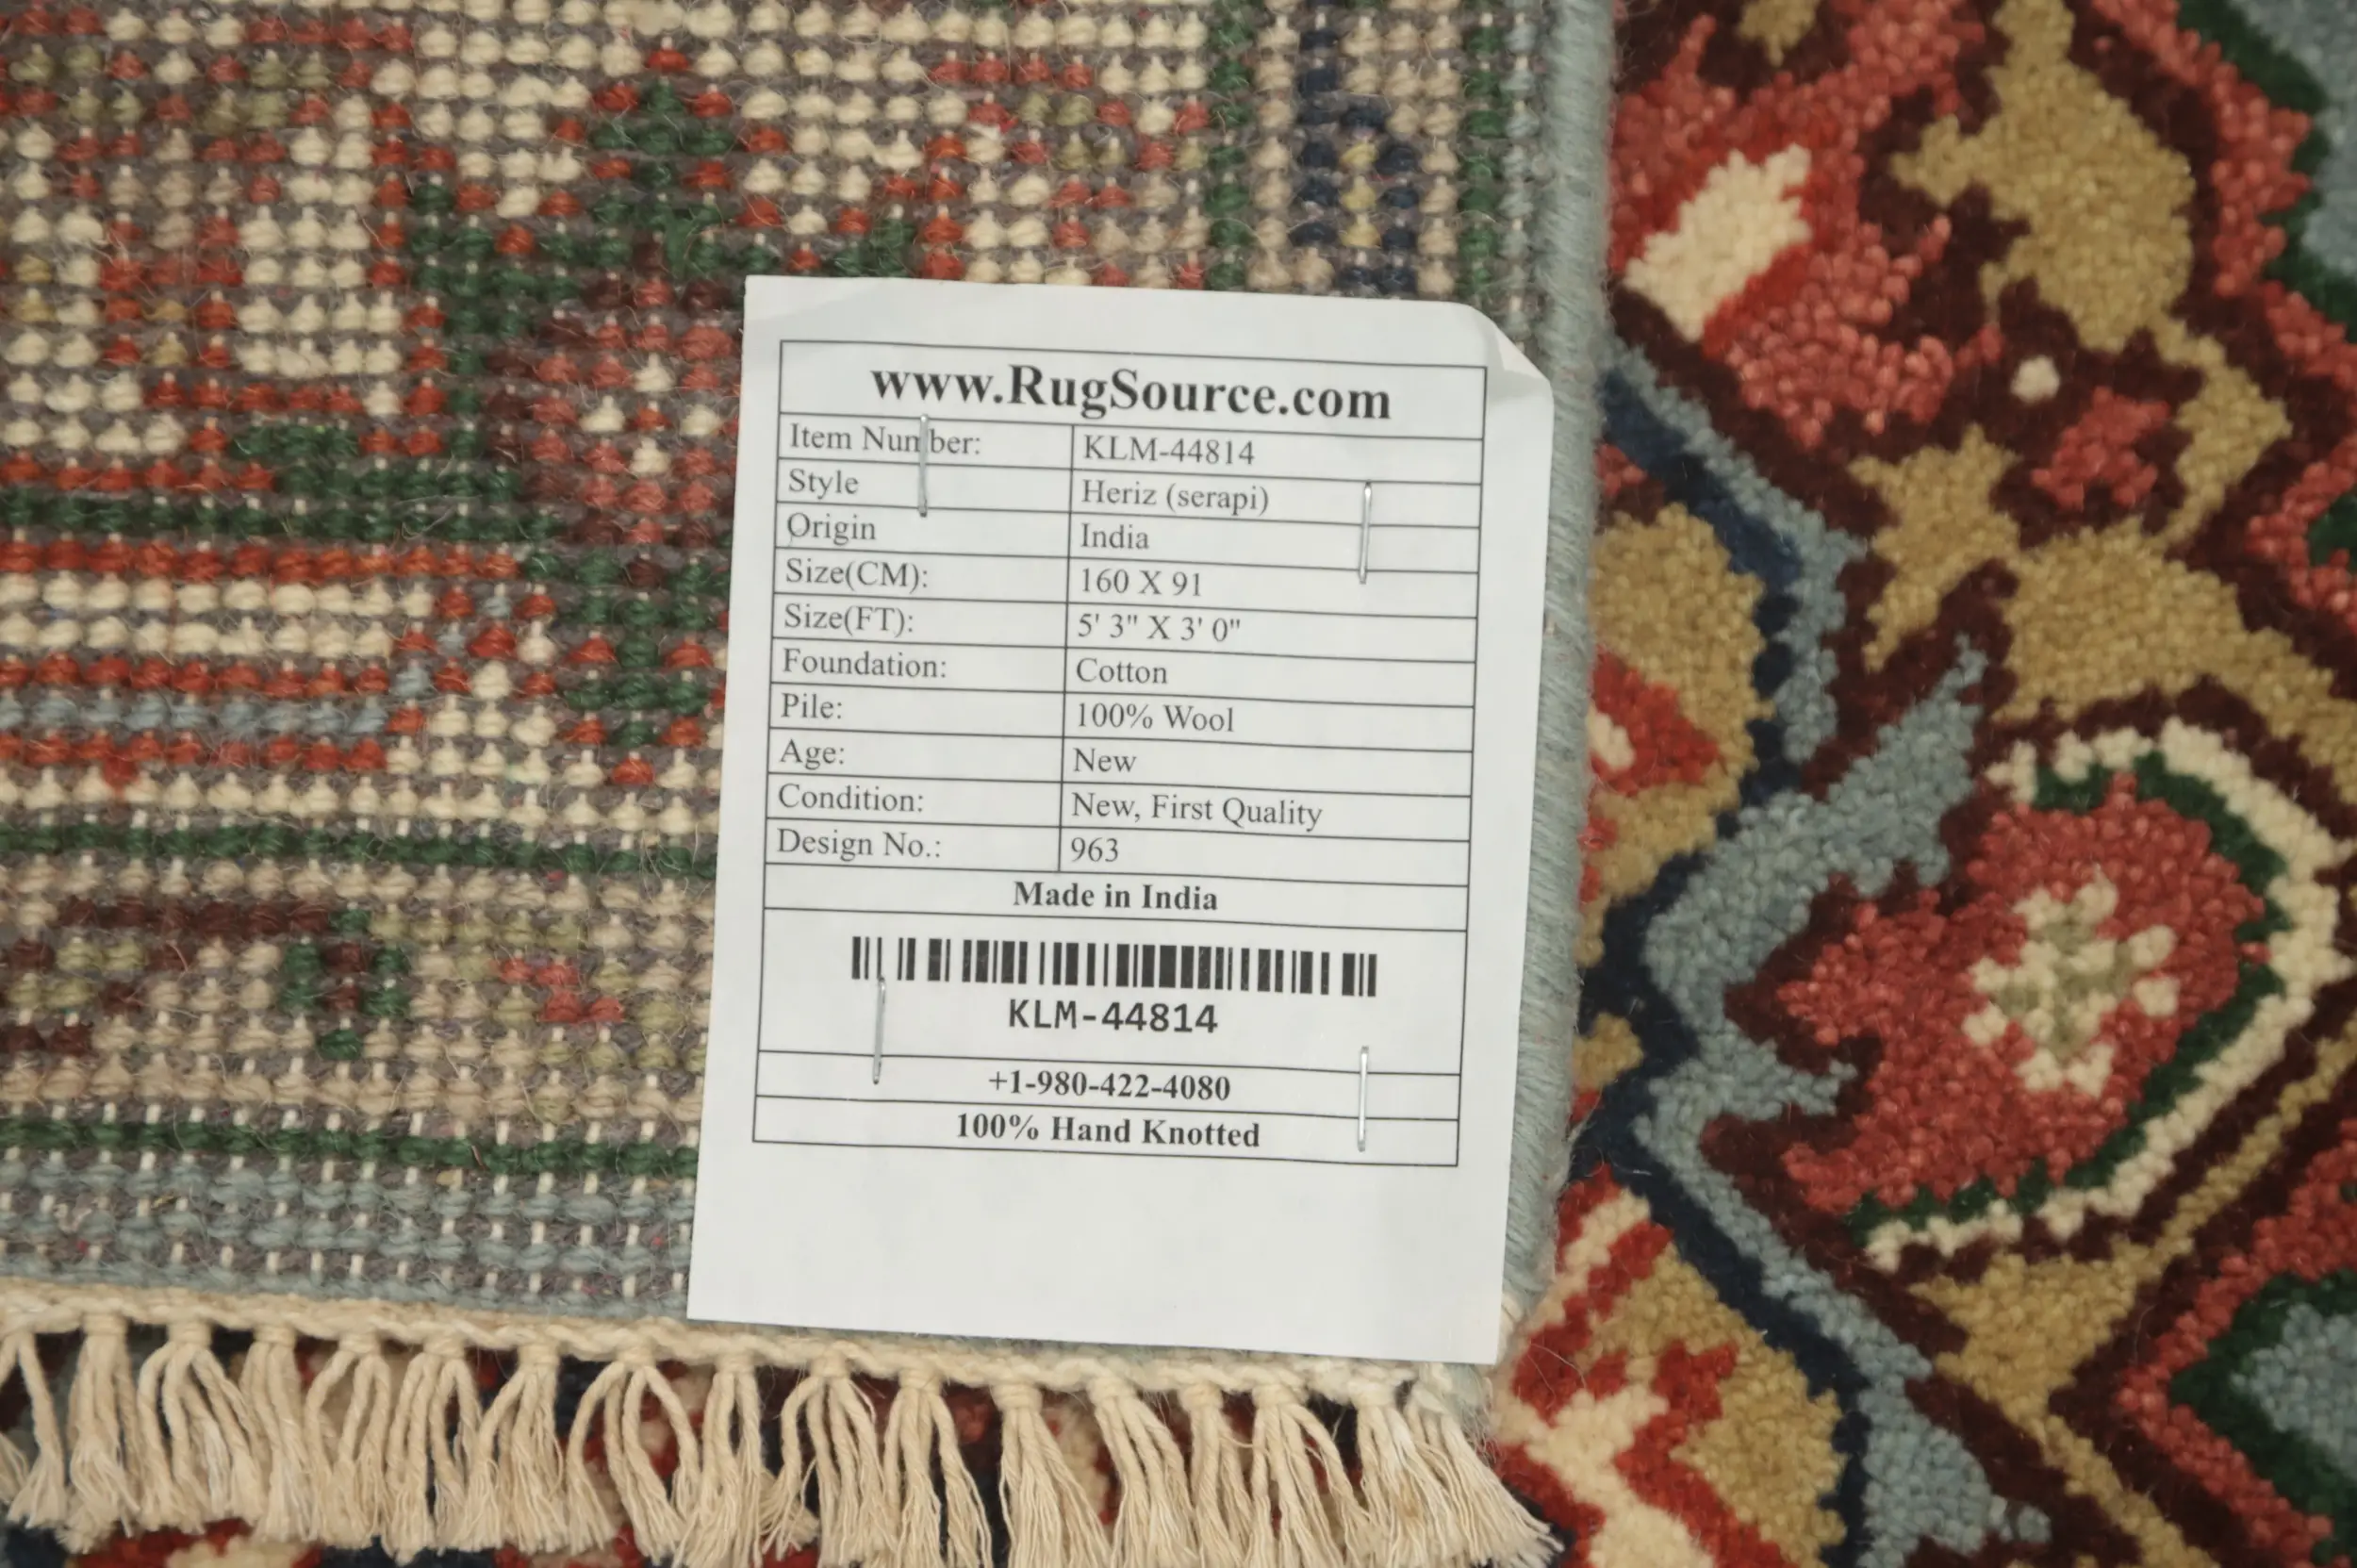 www.RugSource.com
Item Number: KLM-44814
Style Heriz (serapi)
Origin India
Size(CM): 160 X 91
Size(FT): 5' 3" X 3' 0"
Foundation: Cotton
Pile: 100% Wool
Age: New
Condition: New, First Quality
Design No.: 963
Made in India
KLM-44814
+1-980-422-4080
100% Hand Knotted